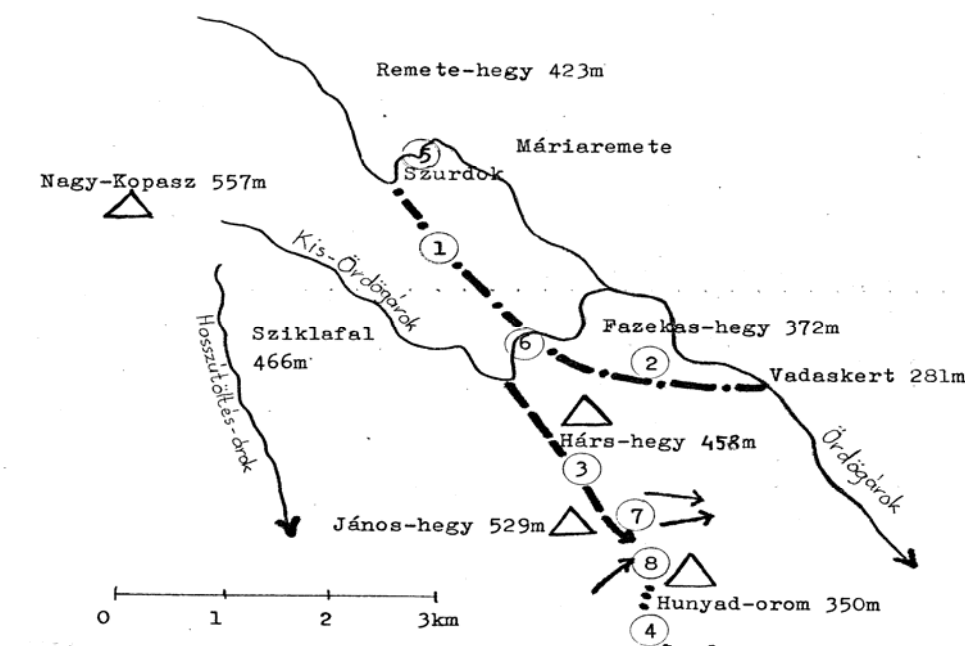 Remete-hegy 423m
5
Szurdok
Máriaremete
Nagy-Kopasz 557m
Kis-Ördögárok
1
Hosszútöltés-árok
Sziklafal
466m
6
Fazekas-hegy 372m
2
Vadaskert 281m
Hárs-hegy 458m
Ördögárok
3
János-hegy 529m
7
8
Hunyad-orom 350m
4
0 1 2 3km